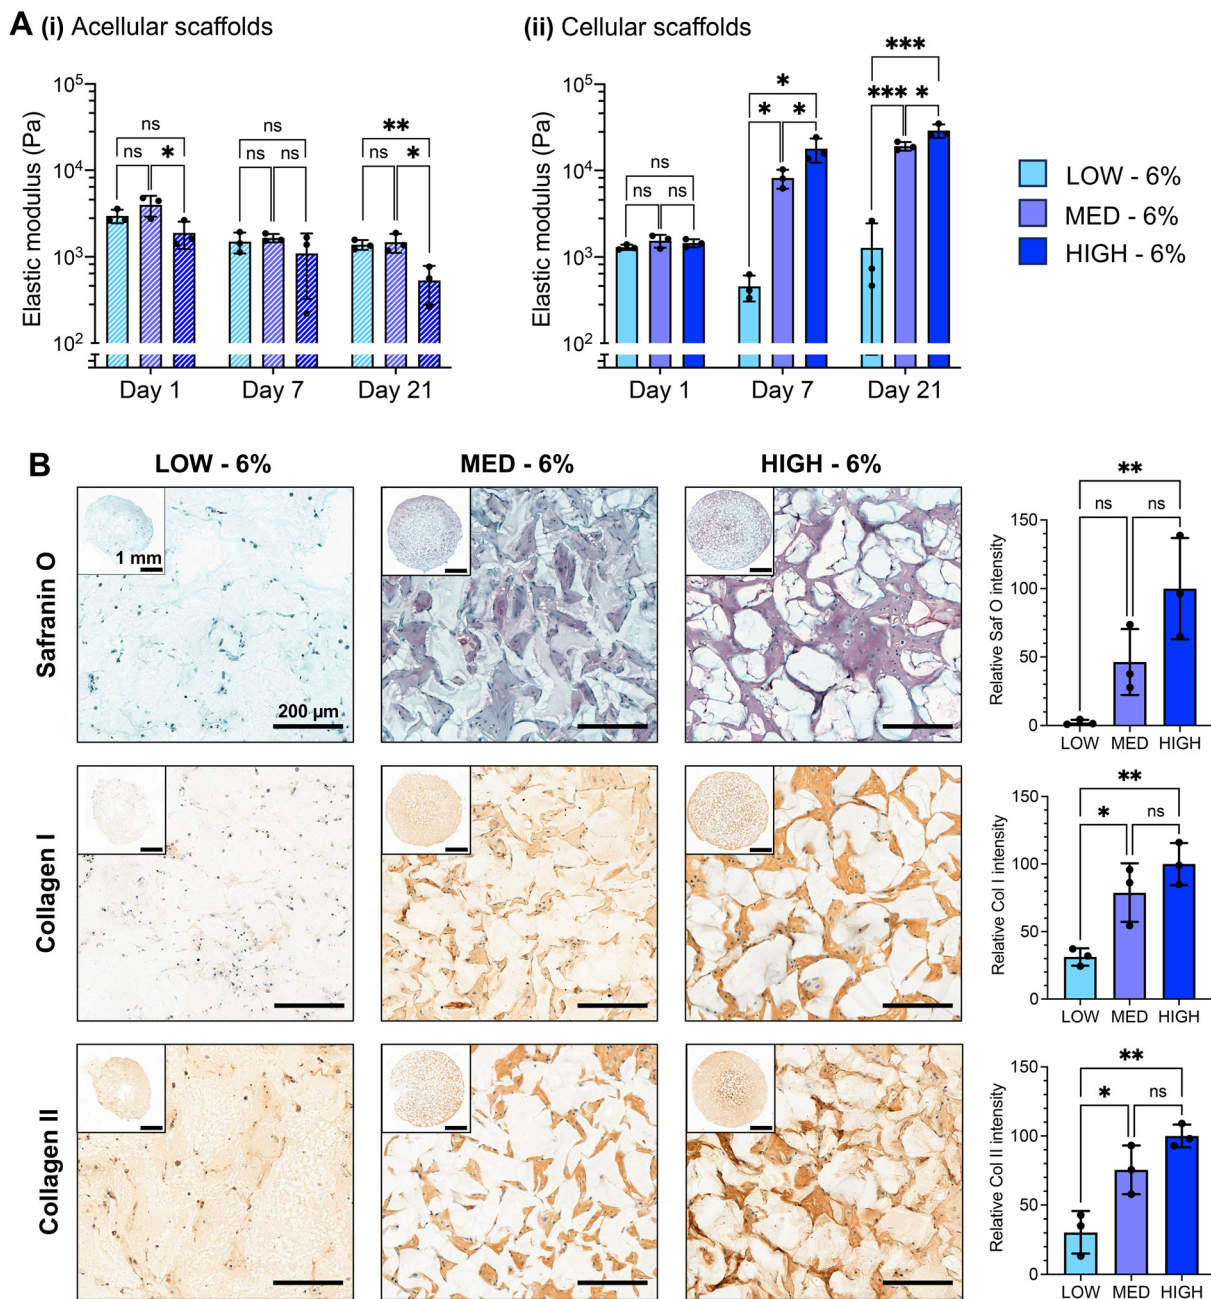 A (i) Acellular scaffolds
Elastic modulus (Pa)
10⁵
10⁴
10³
10²
ns
ns *
ns
ns ns
**
ns *
Day 1 Day 7 Day 21
(ii) Cellular scaffolds
Elastic modulus (Pa)
10⁵
10⁴
10³
10²
ns
ns ns
*
* *
***
*** *
Day 1 Day 7 Day 21
LOW - 6%
MED - 6%
HIGH - 6%
B
LOW - 6% MED - 6% HIGH - 6%
Safranin O
1 mm
200 µm
Relative Saf O intensity
150
100
50
0
**
ns ns
LOW MED HIGH
Collagen I
Relative Col I intensity
150
100
50
0
**
* ns
LOW MED HIGH
Collagen II
Relative Col II intensity
150
100
50
0
**
* ns
LOW MED HIGH